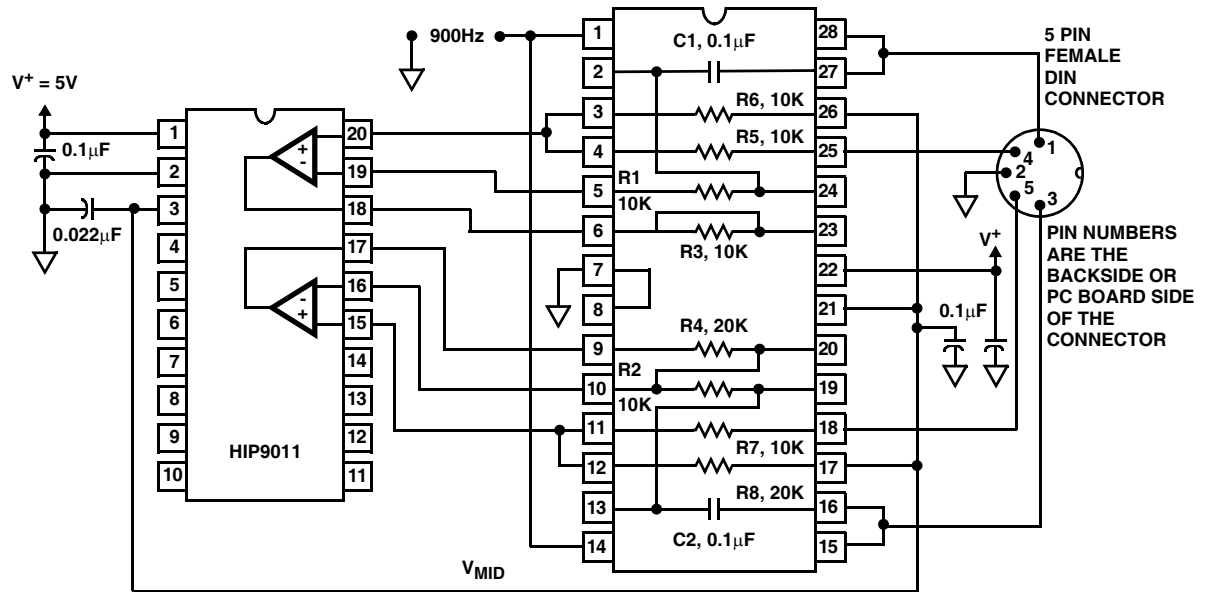 900Hz
V+ = 5V
0.1μF
0.022μF
1
2
3
4
5
6
7
8
9
10
20
19
18
17
16
15
14
13
12
11
+
-
-
+
HIP9011
VMID
1
2
3
4
5
6
7
8
9
10
11
12
13
14
28
27
26
25
24
23
22
21
20
19
18
17
16
15
C1, 0.1μF
R6, 10K
R5, 10K
R1
10K
R3, 10K
R4, 20K
R2
10K
R7, 10K
R8, 20K
C2, 0.1μF
5 PIN
FEMALE
DIN
CONNECTOR
1
4
2
5
3
V+
0.1μF
PIN NUMBERS
ARE THE
BACKSIDE OR
PC BOARD SIDE
OF THE
CONNECTOR